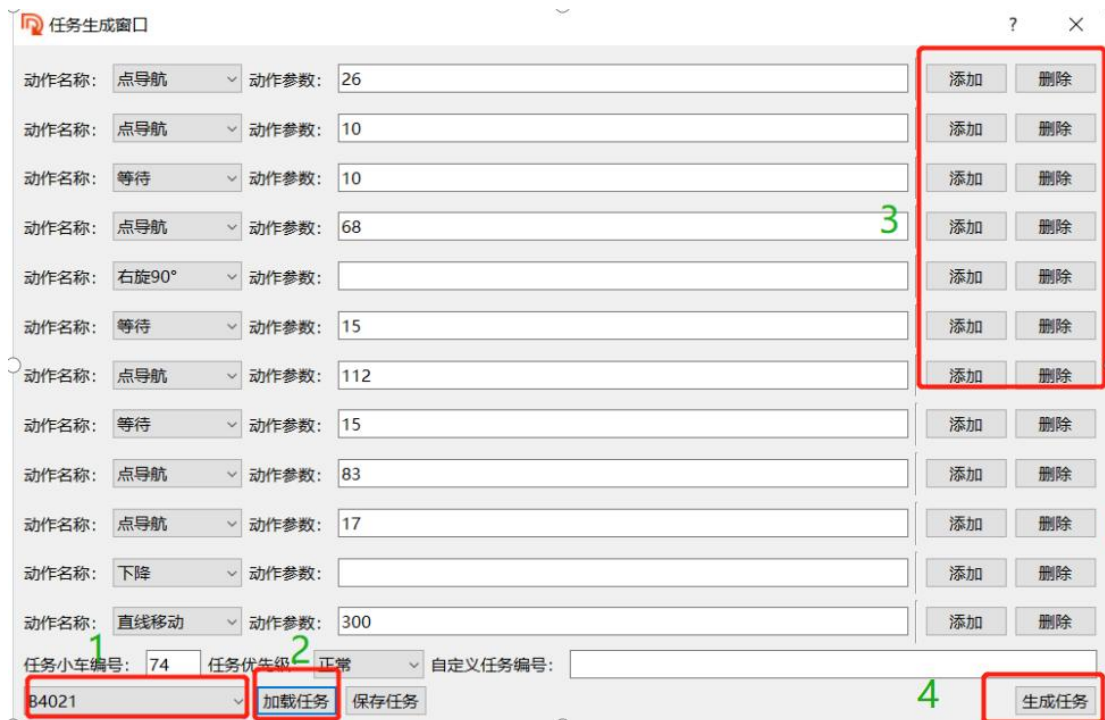 任务生成窗口 ? ×
动作名称: 点导航 动作参数: 26 添加 删除
动作名称: 点导航 动作参数: 10 添加 删除
动作名称: 等待 动作参数: 10 添加 删除
动作名称: 点导航 动作参数: 68 3 添加 删除
动作名称: 右旋90° 动作参数: 添加 删除
动作名称: 等待 动作参数: 15 添加 删除
动作名称: 点导航 动作参数: 112 添加 删除
动作名称: 等待 动作参数: 15 添加 删除
动作名称: 点导航 动作参数: 83 添加 删除
动作名称: 点导航 动作参数: 17 添加 删除
动作名称: 下降 动作参数: 添加 删除
动作名称: 直线移动 动作参数: 300 添加 删除
1 2
任务小车编号: 74 任务优先级 正常 自定义任务编号:
B4021 加载任务 保存任务 4 生成任务